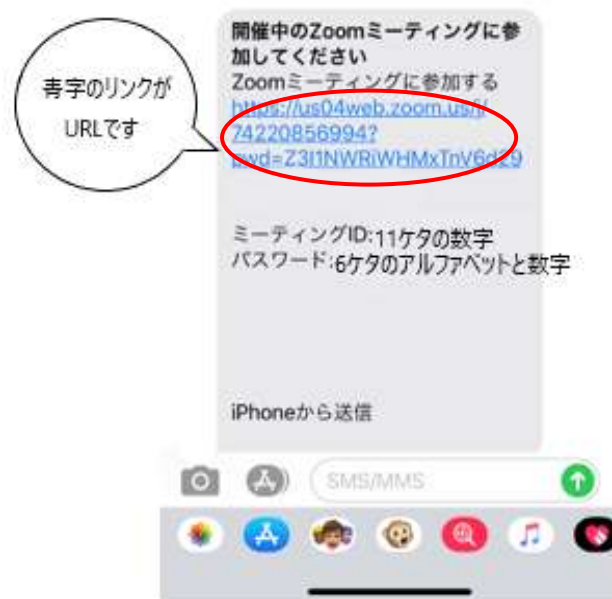 開催中のZoomミーティングに参
加してください
Zoomミーティングに参加する
https://us04web.zoom.us/j/
74220856994?
pwd=Z3I1NWRiWHMxTnV6d29
青字のリンクが
URLです
ミーティングID:11ケタの数字
パスワード:6ケタのアルファベットと数字
iPhoneから送信
SMS/MMS